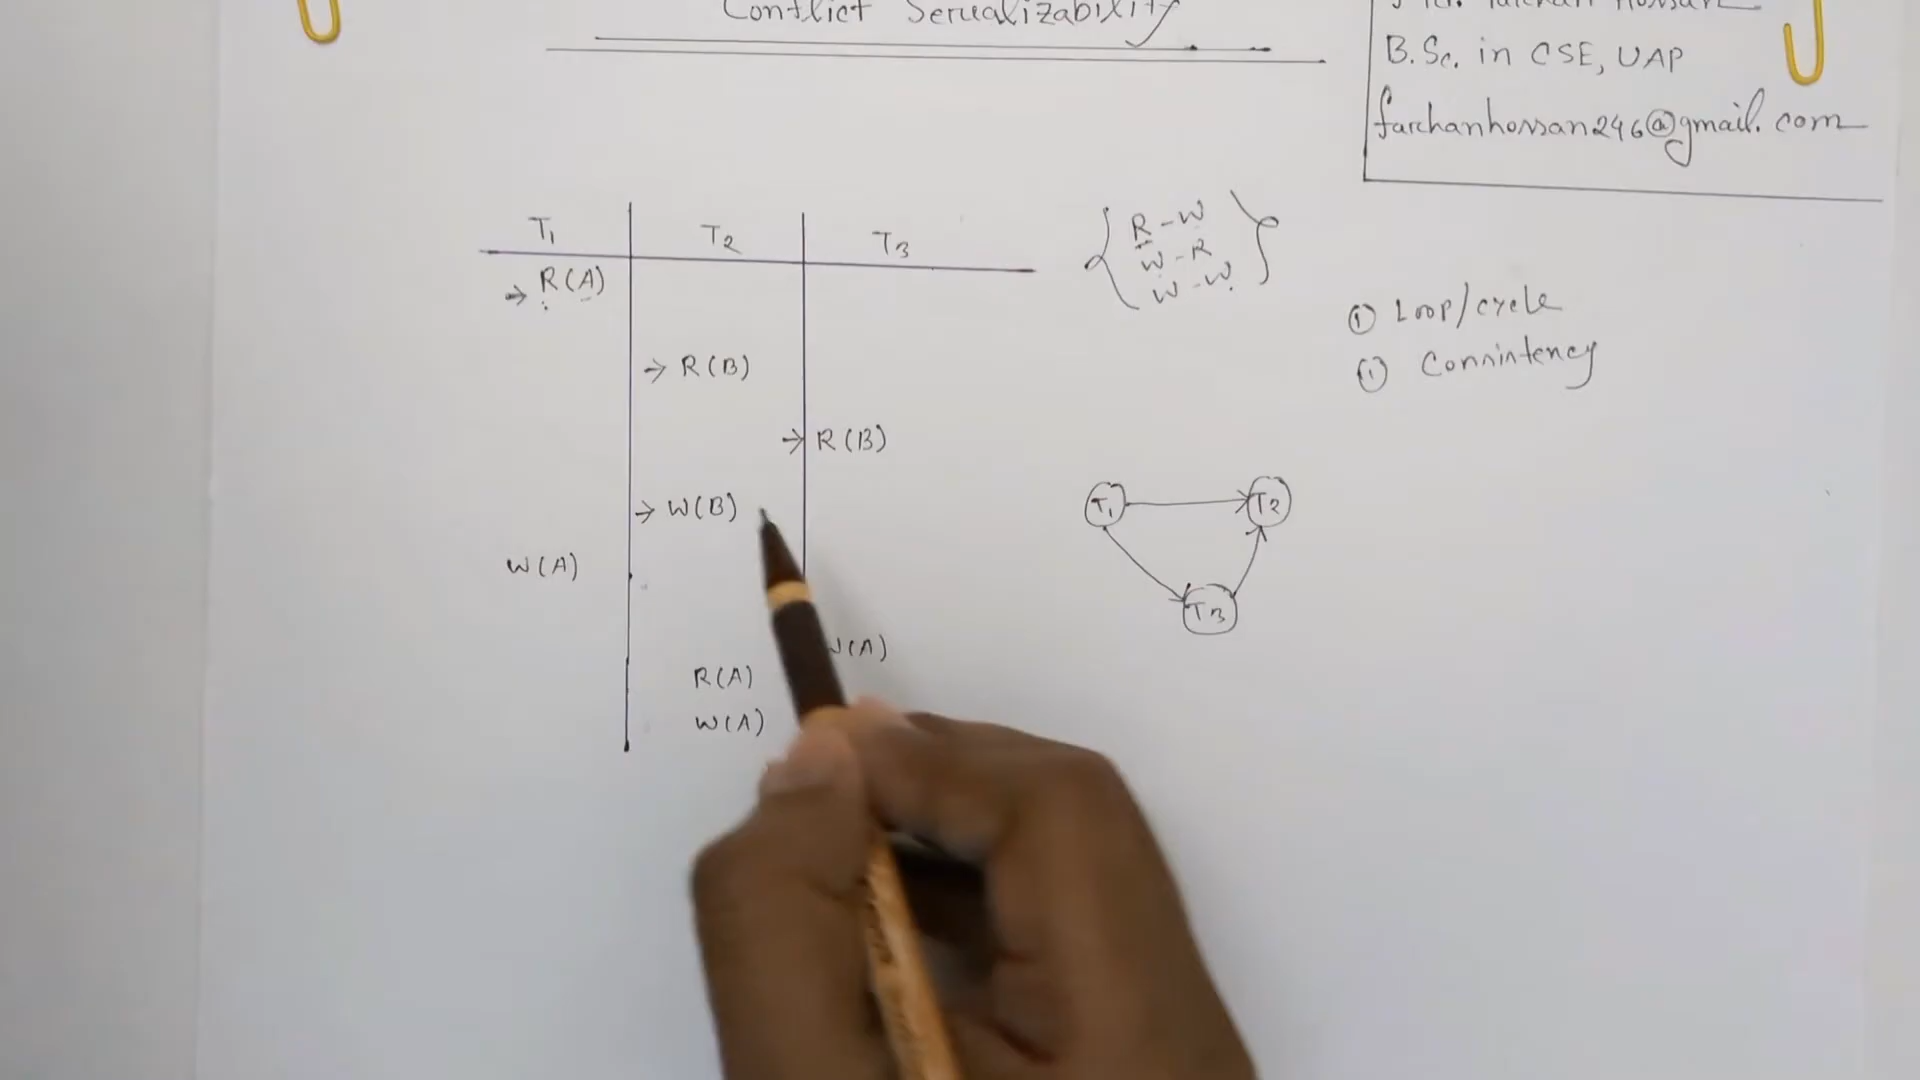 Conflict Serializability
B.Sc. in CSE, UAP
farhanhossan246@gmail.com
T1 T2 T3
→ R(A)
→ R(B)
→ R(B)
→ W(B)
W(A)
W(A)
R(A)
W(A)
R-W
W-R
W-W
① Loop/cycle
① Consistency
T1 T2
T3